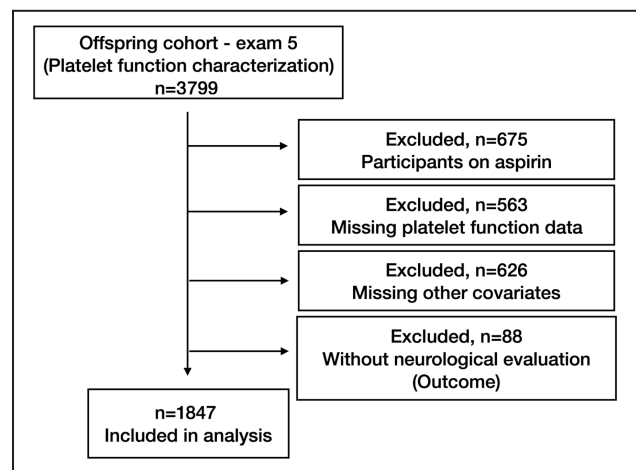 Offspring cohort - exam 5
(Platelet function characterization)
n=3799
Excluded, n=675
Participants on aspirin
Excluded, n=563
Missing platelet function data
Excluded, n=626
Missing other covariates
Excluded, n=88
Without neurological evaluation
(Outcome)
n=1847
Included in analysis